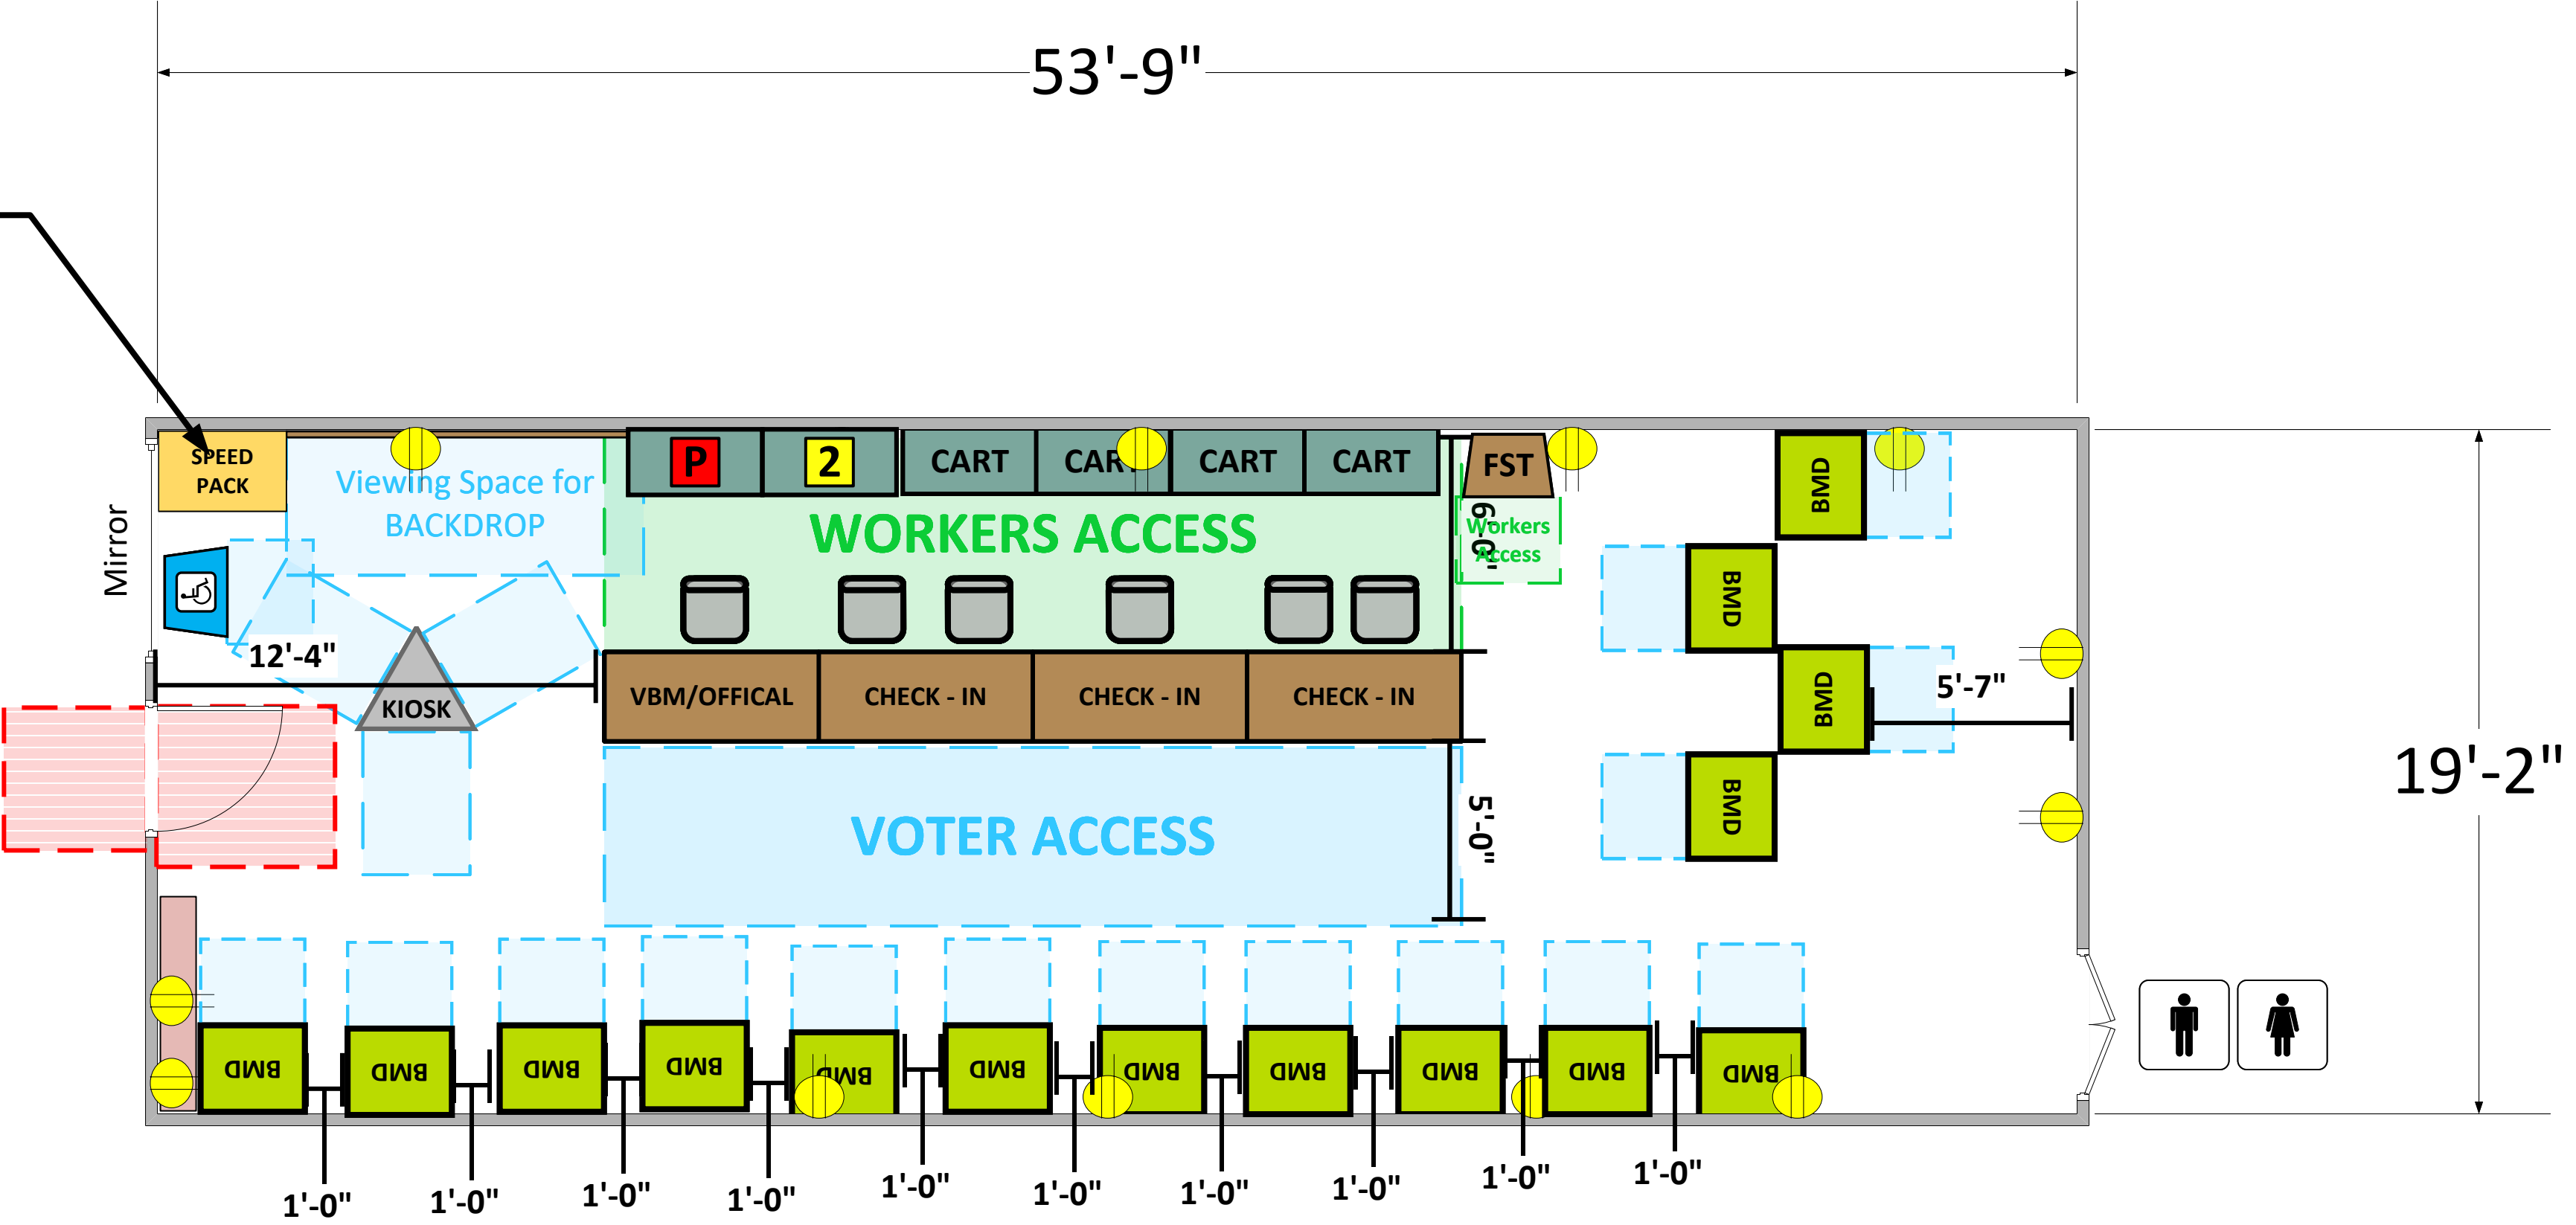 53'-9"
SPEED
PACK
Viewing Space for
BACKDROP
P
2
CART
CART
CART
CART
FST
BMD
WORKERS ACCESS
6'-0"
Workers
Access
Mirror
BMD
12'-4"
KIOSK
VBM/OFFICAL
CHECK - IN
CHECK - IN
CHECK - IN
BMD
5'-7"
19'-2"
VOTER ACCESS
5'-0"
BMD
BMD
BMD
BMD
BMD
BMD
BMD
BMD
BMD
BMD
BMD
BMD
1'-0"
1'-0"
1'-0"
1'-0"
1'-0"
1'-0"
1'-0"
1'-0"
1'-0"
1'-0"